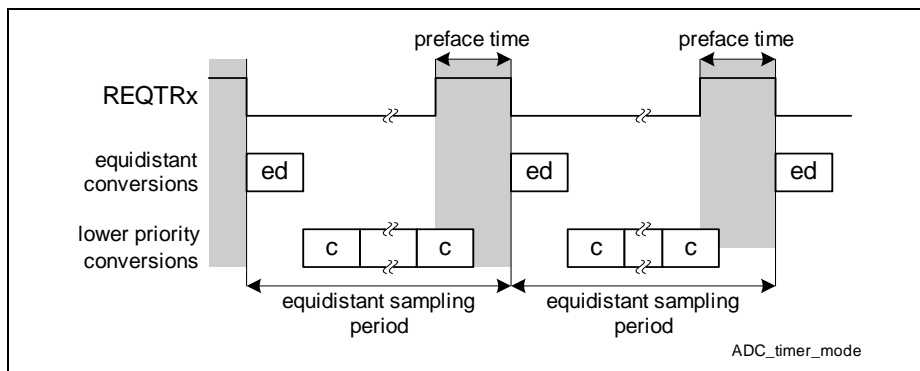 preface time preface time
REQTRx
equidistant
conversions
ed ed ed
lower priority
conversions
c c c c
equidistant sampling
period
equidistant sampling
period
ADC_timer_mode